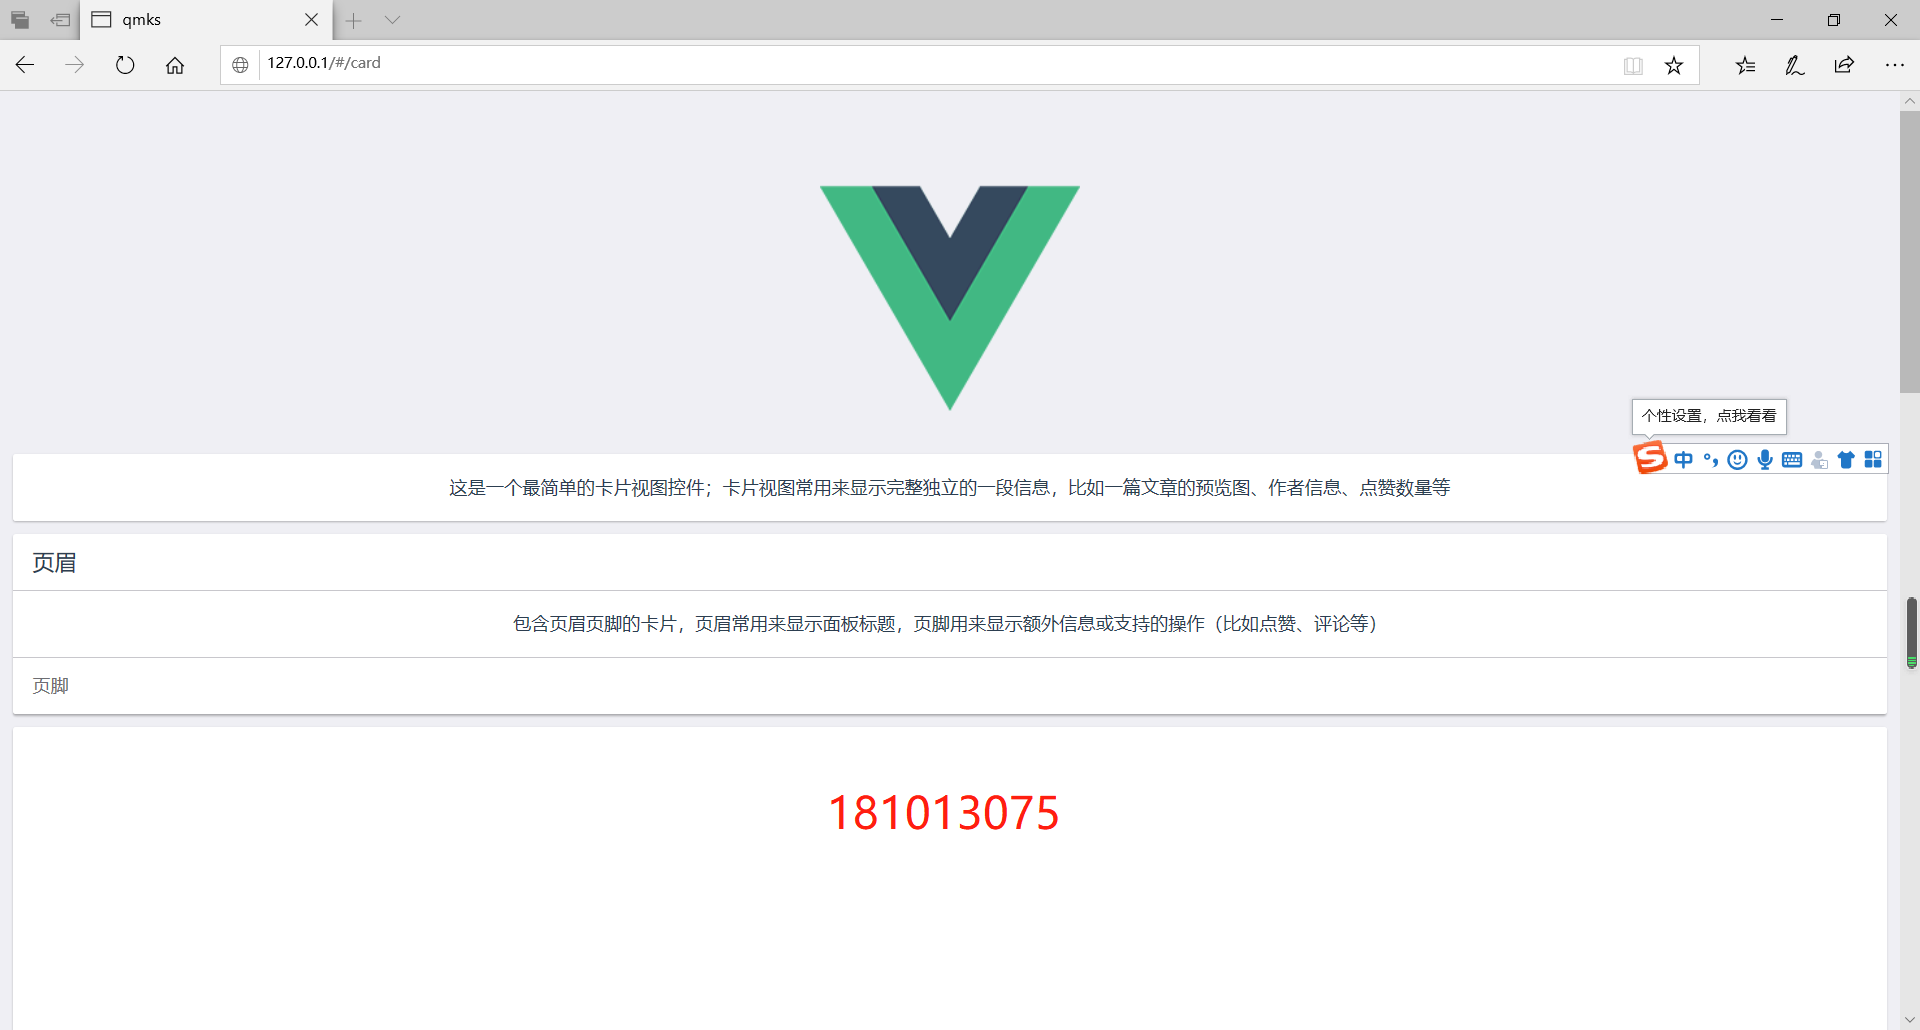 qmks
127.0.0.1/#/card
个性设置，点我看看
中
这是一个最简单的卡片视图控件；卡片视图常用来显示完整独立的一段信息，比如一篇文章的预览图、作者信息、点赞数量等
页眉
包含页眉页脚的卡片，页眉常用来显示面板标题，页脚用来显示额外信息或支持的操作（比如点赞、评论等）
页脚
181013075